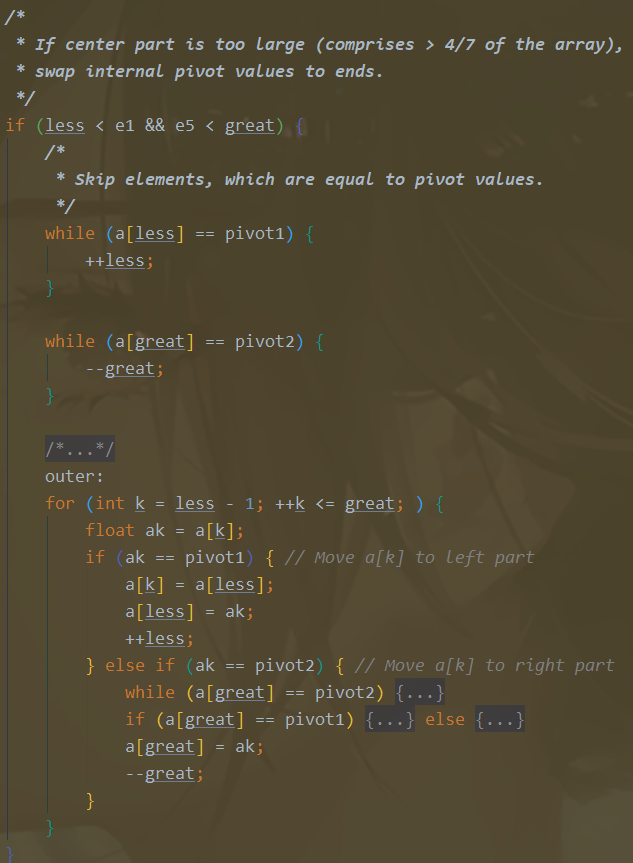 /*
 * If center part is too large (comprises > 4/7 of the array),
 * swap internal pivot values to ends.
 */
if (less < e1 && e5 < great) {
    /*
     * Skip elements, which are equal to pivot values.
     */
    while (a[less] == pivot1) {
        ++less;
    }

    while (a[great] == pivot2) {
        --great;
    }

    /*...*/
    outer:
    for (int k = less - 1; ++k <= great; ) {
        float ak = a[k];
        if (ak == pivot1) { // Move a[k] to left part
            a[k] = a[less];
            a[less] = ak;
            ++less;
        } else if (ak == pivot2) { // Move a[k] to right part
            while (a[great] == pivot2) {...}
            if (a[great] == pivot1) {...} else {...}
            a[great] = ak;
            --great;
        }
    }
}